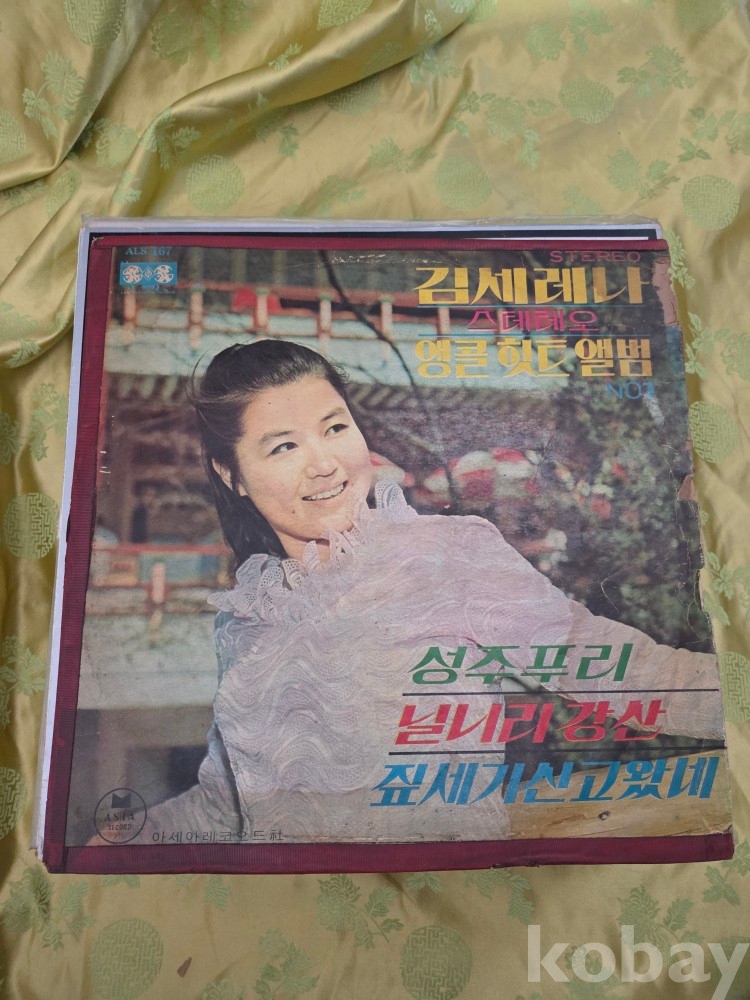 ALS 167
STEREO
김세레나
스테레오
앵콜 힛트 앨범
NO1
성주푸리
닐니리 강산
짚세기신고왔네
ASIA
RECORD
아세아레코오드社
kobay